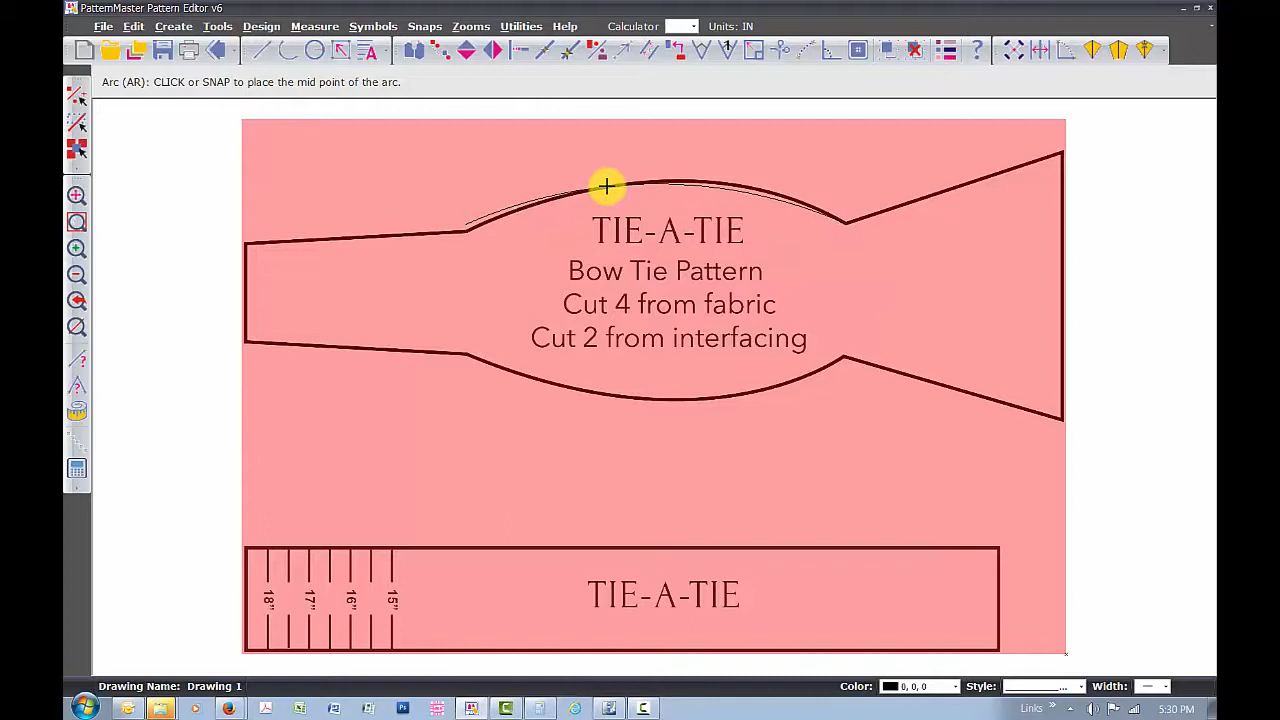 PatternMaster Pattern Editor v6
File Edit Create Tools Design Measure Symbols Snaps Zooms Utilities Help Calculator Units: IN
Arc (AR): CLICK or SNAP to place the mid point of the arc.
TIE-A-TIE
Bow Tie Pattern
Cut 4 from fabric
Cut 2 from interfacing
18" 17" 16" 15"
TIE-A-TIE
Drawing Name: Drawing 1 Color: 0, 0, 0 Style: Width:
Links 5:30 PM